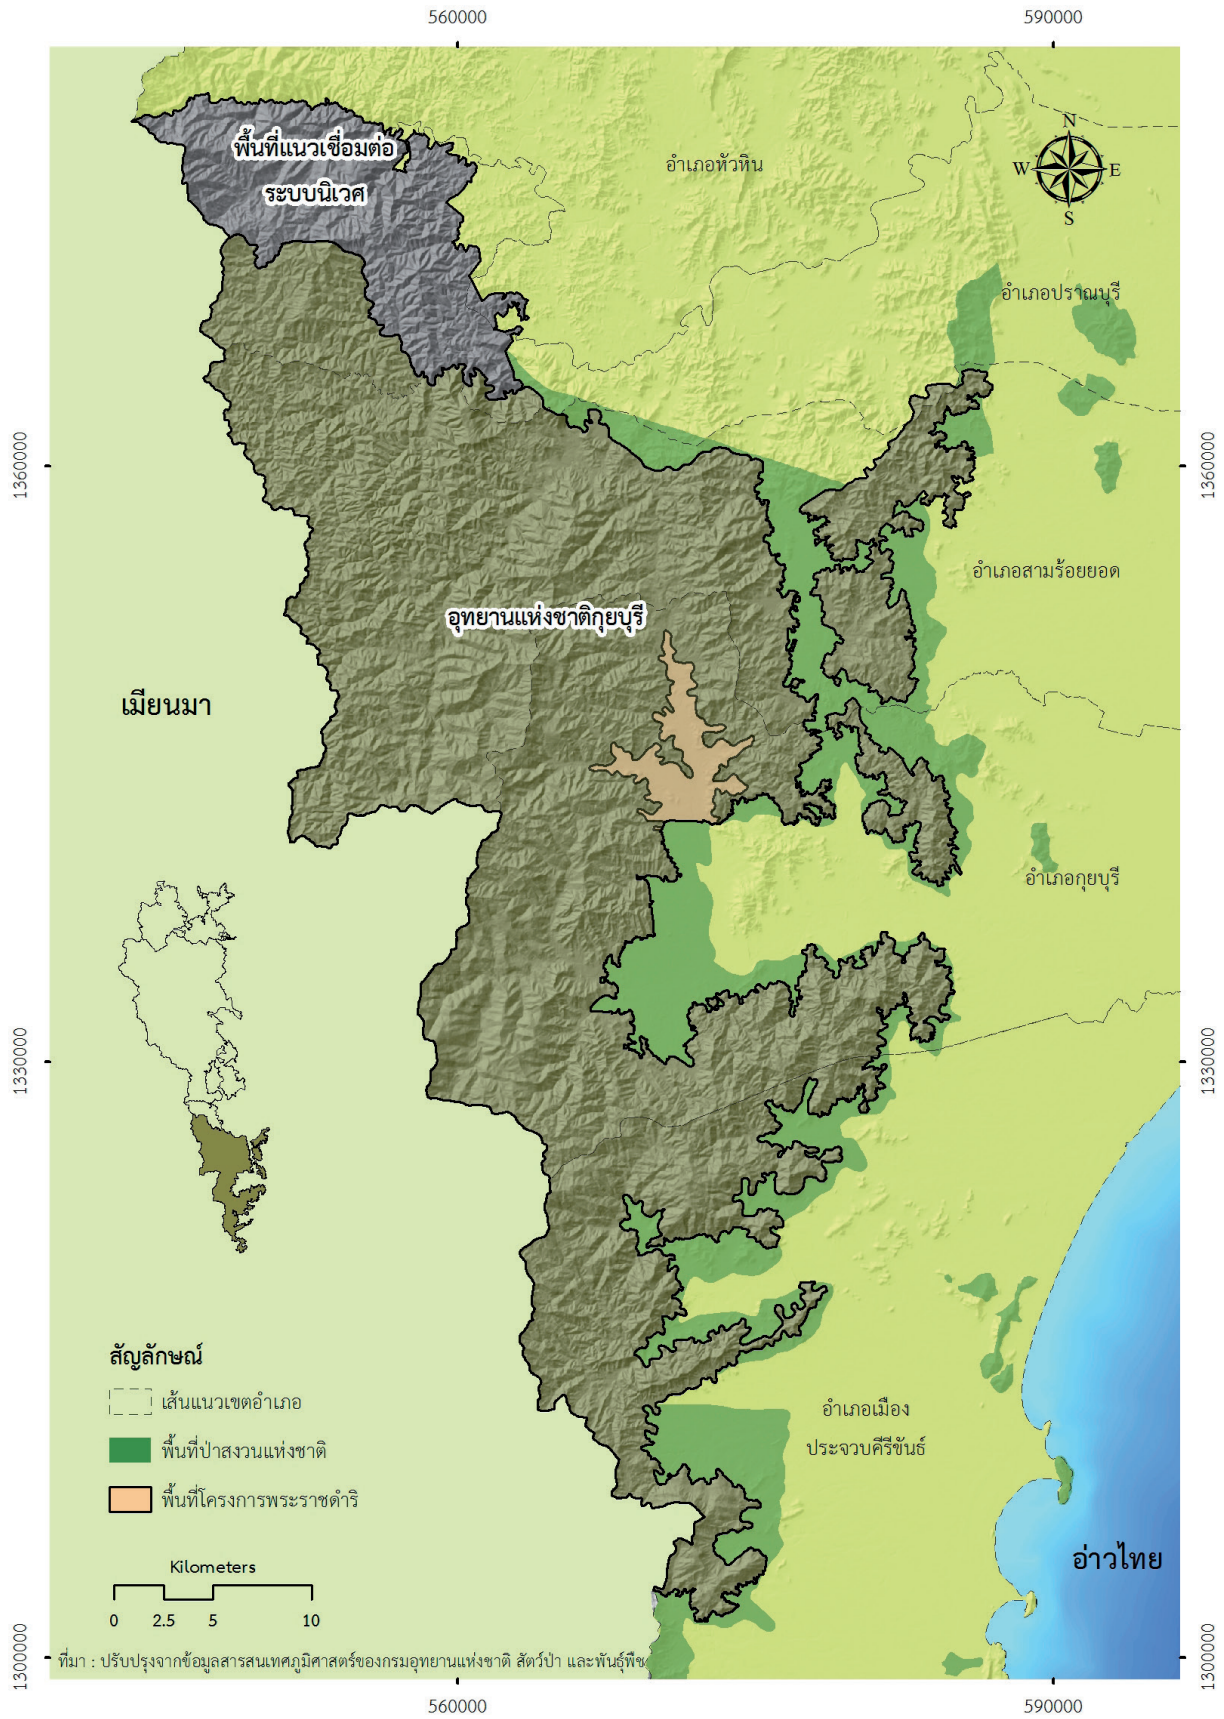 560000
590000
พื้นที่แนวเชื่อมต่อ
ระบบนิเวศ
อำเภอหัวหิน
N
W
E
S
อำเภอปราณบุรี
1360000
1360000
อำเภอสามร้อยยอด
อุทยานแห่งชาติกุยบุรี
เมียนมา
อำเภอกุยบุรี
1330000
1330000
สัญลักษณ์
เส้นแนวเขตอำเภอ
พื้นที่ป่าสงวนแห่งชาติ
พื้นที่โครงการพระราชดำริ
อำเภอเมือง
ประจวบคีรีขันธ์
อ่าวไทย
Kilometers
0 2.5 5 10
1300000
1300000
ที่มา : ปรับปรุงจากข้อมูลสารสนเทศภูมิศาสตร์ของกรมอุทยานแห่งชาติ สัตว์ป่า และพันธุ์พืช
560000
590000